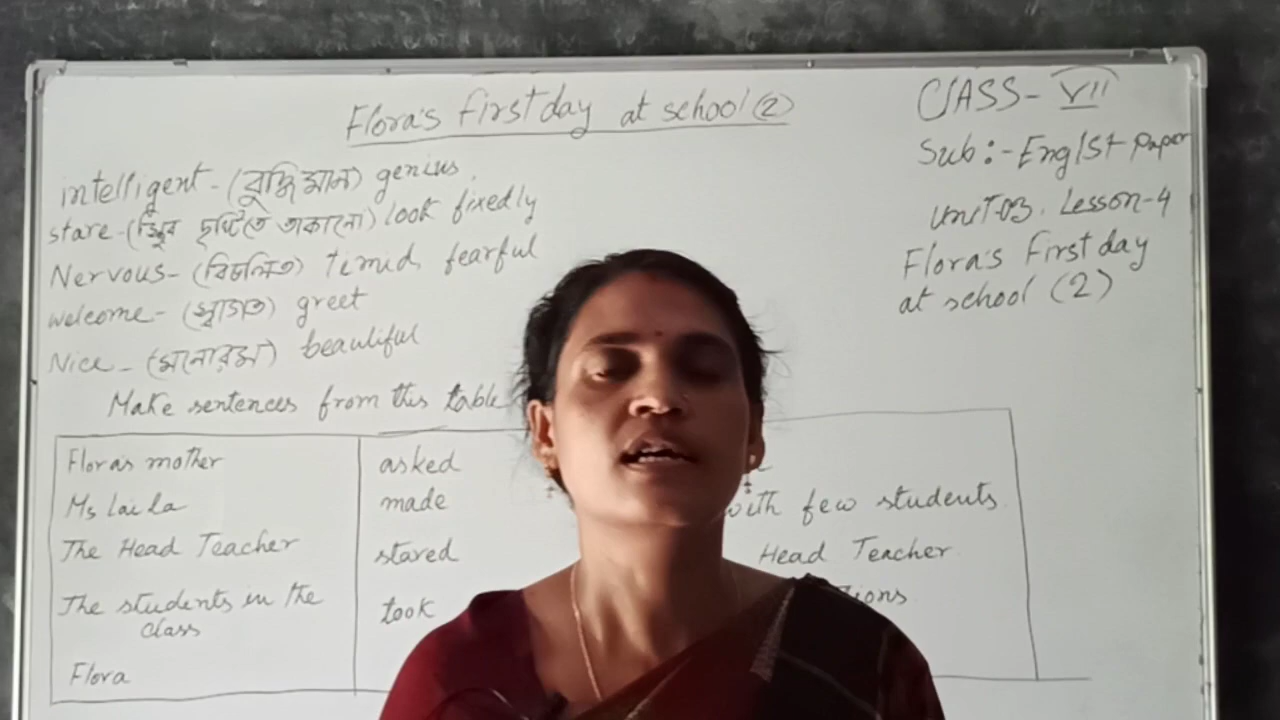 Flora's first day at school (2)
CLASS- VII
Sub :- Eng 1st paper
Unit-03. Lesson-4
Flora's first day
at school (2)
intelligent - (বুদ্ধিমান) genius.
stare - (স্থির দৃষ্টিতে তাকানো) look fixedly
Nervous - (বিচলিত) timid, fearful
welcome - (স্বাগত) greet
Nice - (মনোরম) beautiful
Make sentences from this table
Flora's mother asked
Ms Laila made with few students
The Head Teacher stared Head Teacher
The students in the took
class
Flora